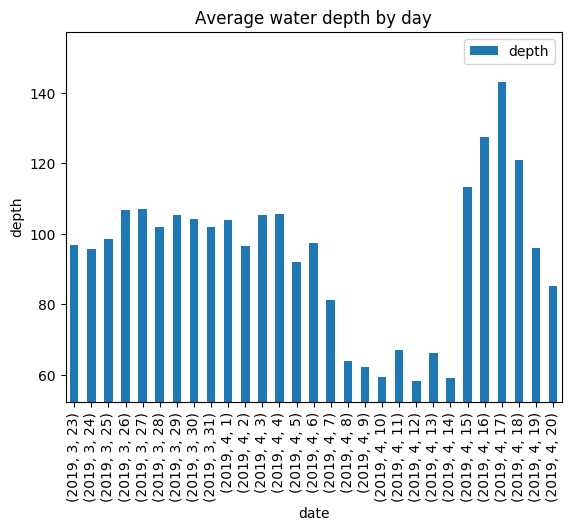 Average water depth by day
depth
140
120
100
80
60
depth
(2019, 3, 23)
(2019, 3, 24)
(2019, 3, 25)
(2019, 3, 26)
(2019, 3, 27)
(2019, 3, 28)
(2019, 3, 29)
(2019, 3, 30)
(2019, 3, 31)
(2019, 4, 1)
(2019, 4, 2)
(2019, 4, 3)
(2019, 4, 4)
(2019, 4, 5)
(2019, 4, 6)
(2019, 4, 7)
(2019, 4, 8)
(2019, 4, 9)
(2019, 4, 10)
(2019, 4, 11)
(2019, 4, 12)
(2019, 4, 13)
(2019, 4, 14)
(2019, 4, 15)
(2019, 4, 16)
(2019, 4, 17)
(2019, 4, 18)
(2019, 4, 19)
(2019, 4, 20)
date